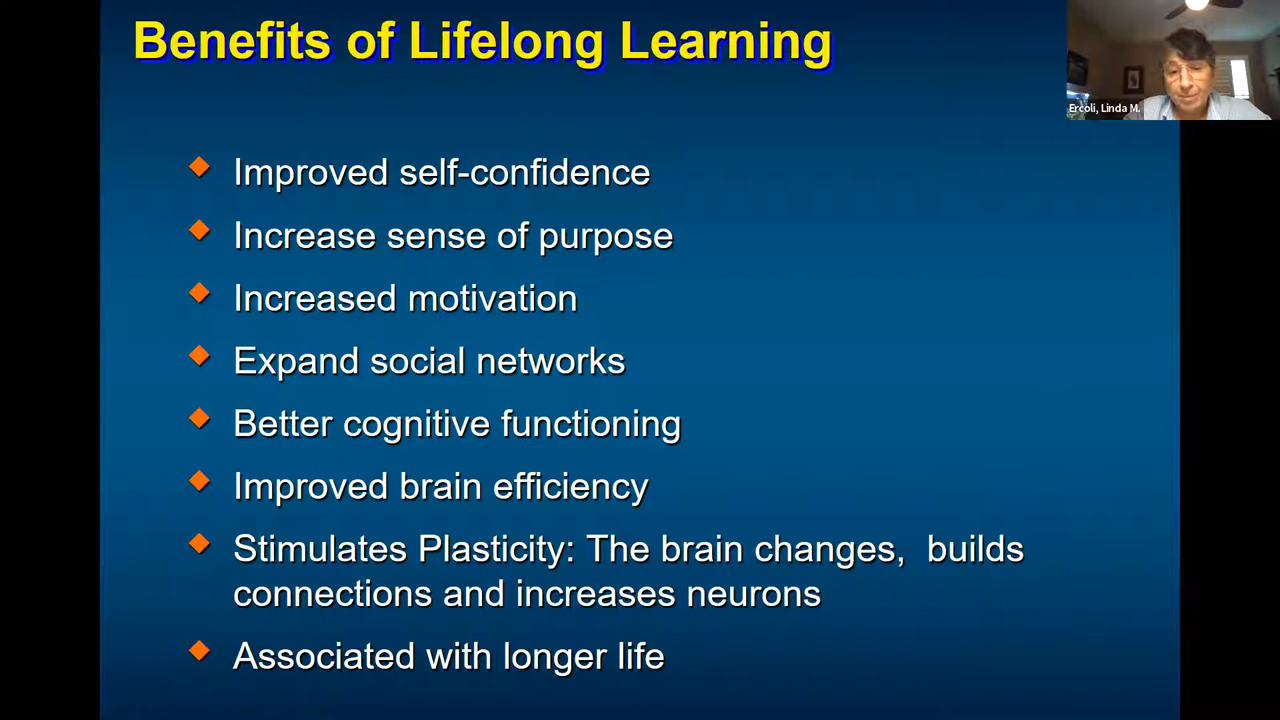 Benefits of Lifelong Learning
Ercoli, Linda M.
Improved self-confidence
Increase sense of purpose
Increased motivation
Expand social networks
Better cognitive functioning
Improved brain efficiency
Stimulates Plasticity: The brain changes,  builds
connections and increases neurons
Associated with longer life